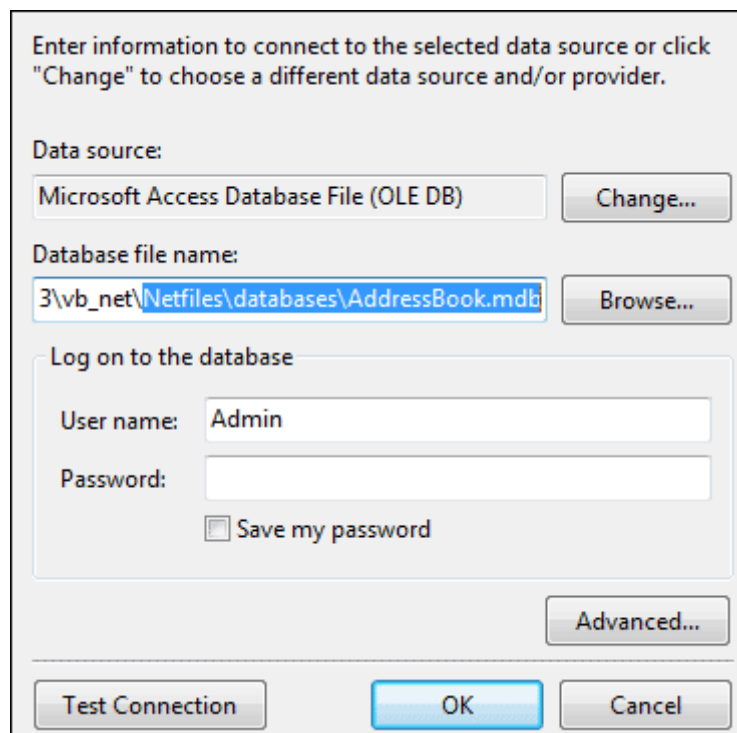 Enter information to connect to the selected data source or click
"Change" to choose a different data source and/or provider.
Data source:
Microsoft Access Database File (OLE DB)
Change...
Database file name:
3\vb_net\Netfiles\databases\AddressBook.mdb
Browse...
Log on to the database
User name:
Admin
Password:
Save my password
Advanced...
Test Connection
OK
Cancel